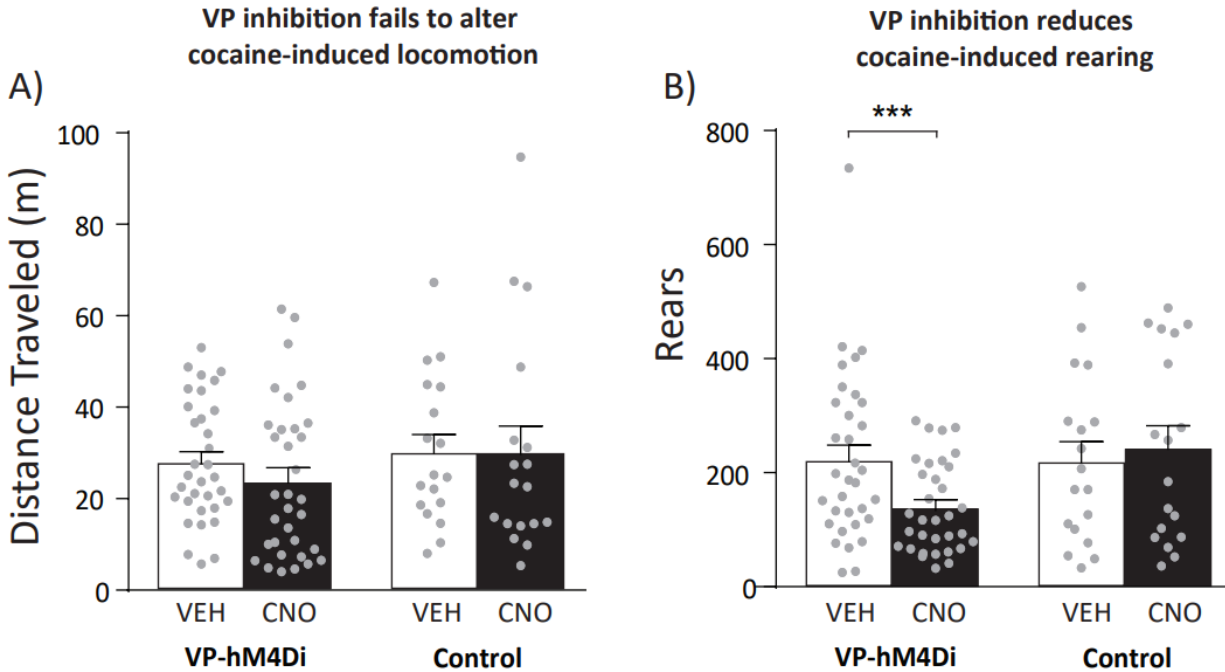 VP inhibition fails to alter
cocaine-induced locomotion
A)
Distance Traveled (m)
100
80
60
40
20
0
VEH
CNO
VEH
CNO
VP-hM4Di
Control
VP inhibition reduces
cocaine-induced rearing
B)
***
Rears
800
600
400
200
0
VEH
CNO
VEH
CNO
VP-hM4Di
Control